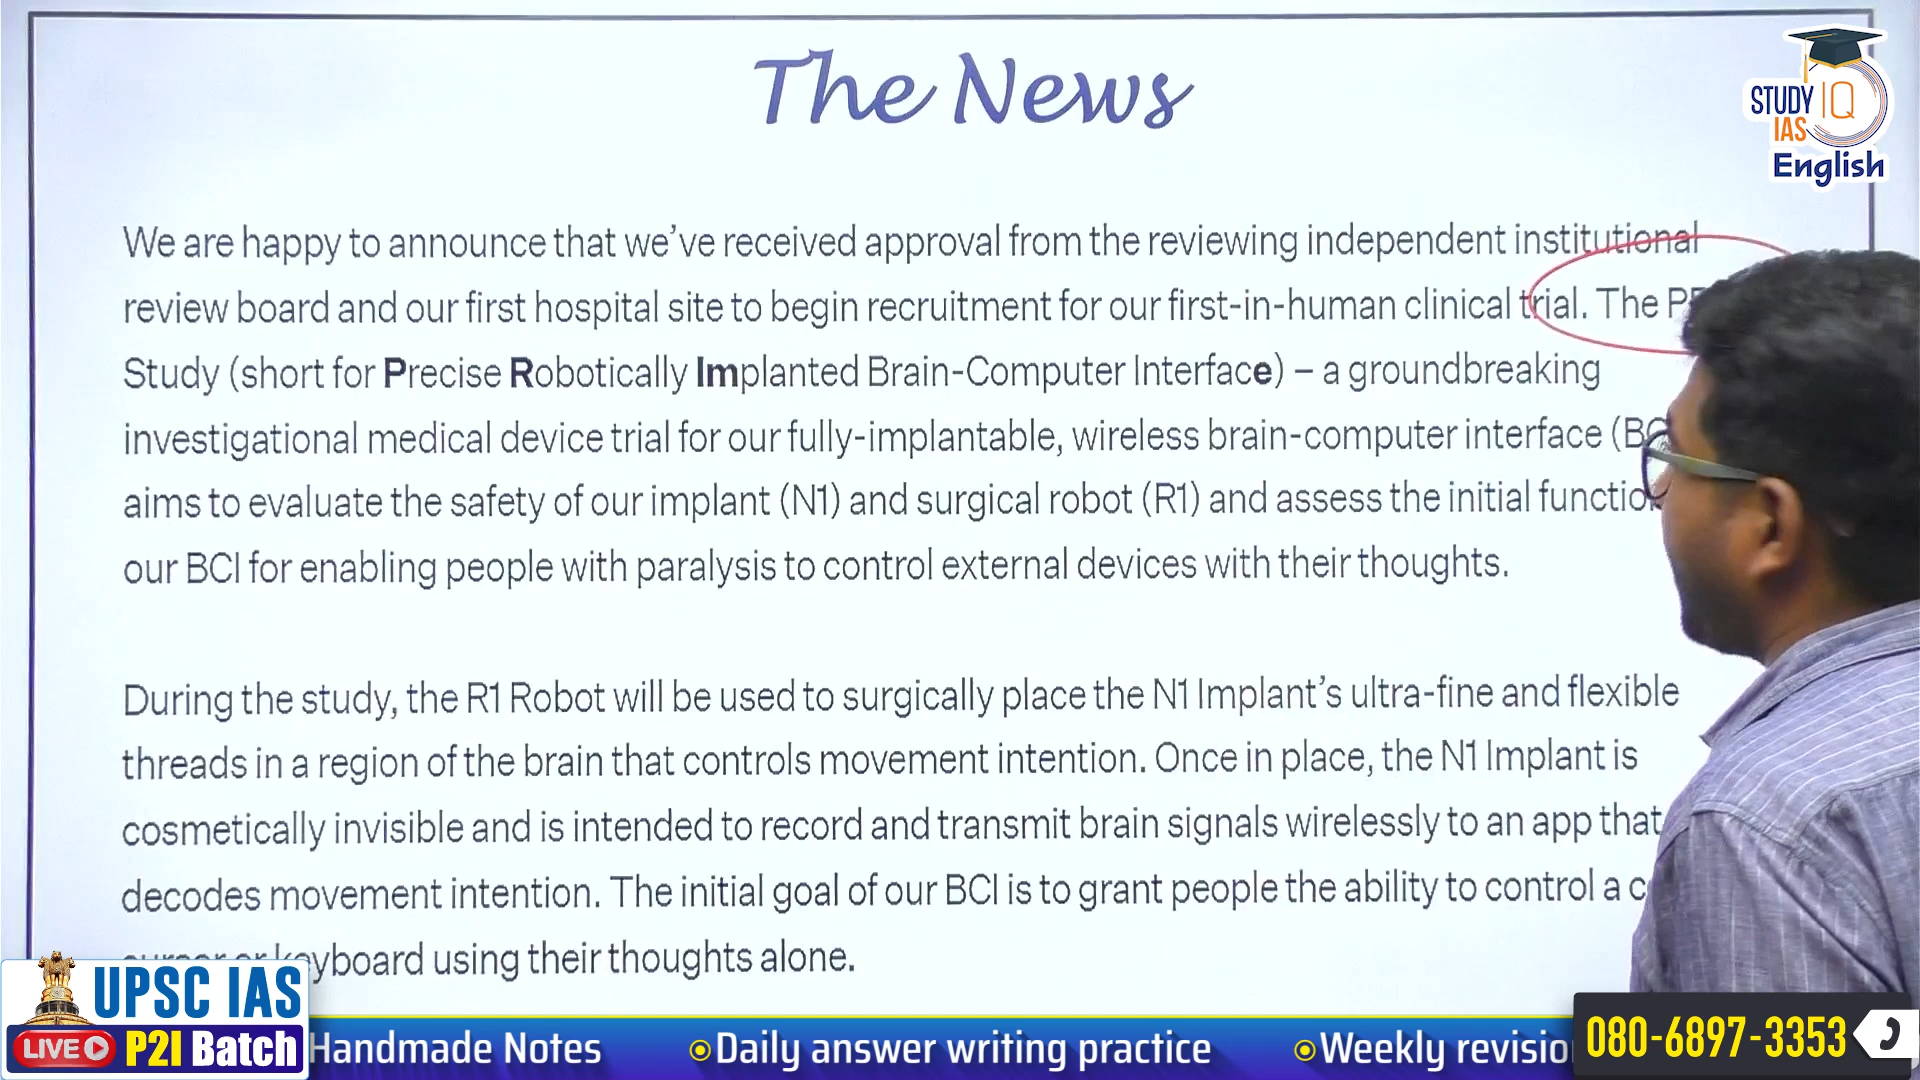 The News
STUDY IQ
IAS
English
We are happy to announce that we've received approval from the reviewing independent institutional
review board and our first hospital site to begin recruitment for our first-in-human clinical trial. The
Study (short for Precise Robotically Implanted Brain-Computer Interface) – a groundbreaking
investigational medical device trial for our fully-implantable, wireless brain-computer interface
aims to evaluate the safety of our implant (N1) and surgical robot (R1) and assess the initial
our BCI for enabling people with paralysis to control external devices with their thoughts.
During the study, the R1 Robot will be used to surgically place the N1 Implant's ultra-fine and flexible
threads in a region of the brain that controls movement intention. Once in place, the N1 Implant is
cosmetically invisible and is intended to record and transmit brain signals wirelessly to an app that
decodes movement intention. The initial goal of our BCI is to grant people the ability to control a
using their thoughts alone.
UPSC IAS
LIVE P2I Batch
Handmade Notes Daily answer writing practice Weekly
080-6897-3353